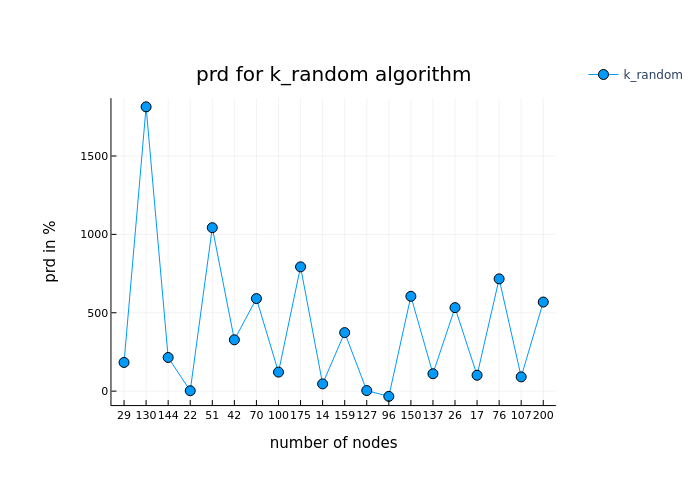 prd for k_random algorithm
k_random
prd in %
1500
1000
500
0
29 130 144 22 51 42 70 100 175 14 159 127 96 150 137 26 17 76 107 200
number of nodes